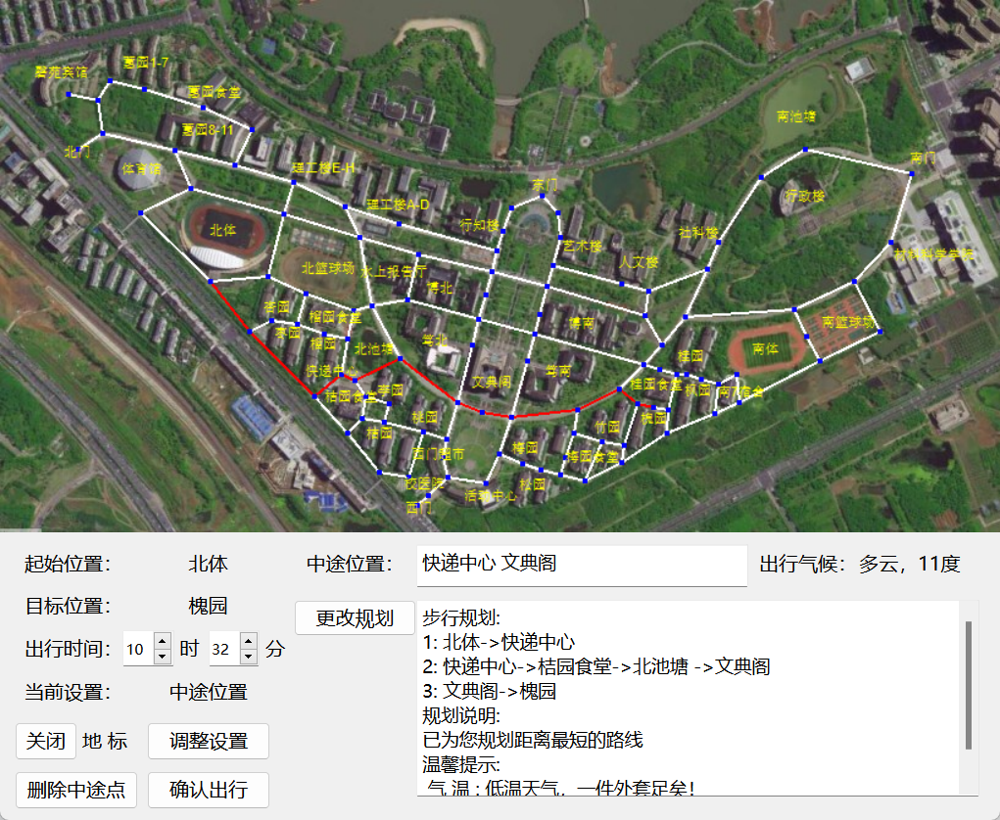 蕙园1-7
馨苑宾馆
蕙园食堂
南池塘
蕙园8-11
北门
南门
体育馆
理工楼E-H
东门
行政楼
理工楼A-D
行知楼
北体
社科楼
艺术楼
材料科学学院
人文楼
北篮球场
水上报告厅
博北
杏园
榴园食堂
博南
南篮球场
李园
榴园
笃北
北池塘
南体
桂园
快递中心
笃南
文典阁
桔园食堂
枣园
桂园食堂
枫园
南门宿舍
桃园
槐园
桔园
竹园
西门超市
梅园
梅园食堂
校医院
松园
活动中心
西门
起始位置：
北体
中途位置：
快递中心 文典阁
出行气候：
多云，11度
目标位置：
槐园
更改规划
步行规划:
1: 北体->快递中心
2: 快递中心->桔园食堂->北池塘 ->文典阁
3: 文典阁->槐园
规划说明:
已为您规划距离最短的路线
温馨提示:
气 温 : 低温天气，一件外套足矣！
出行时间：
10
时
32
分
当前设置：
中途位置
关闭
地 标
调整设置
删除中途点
确认出行